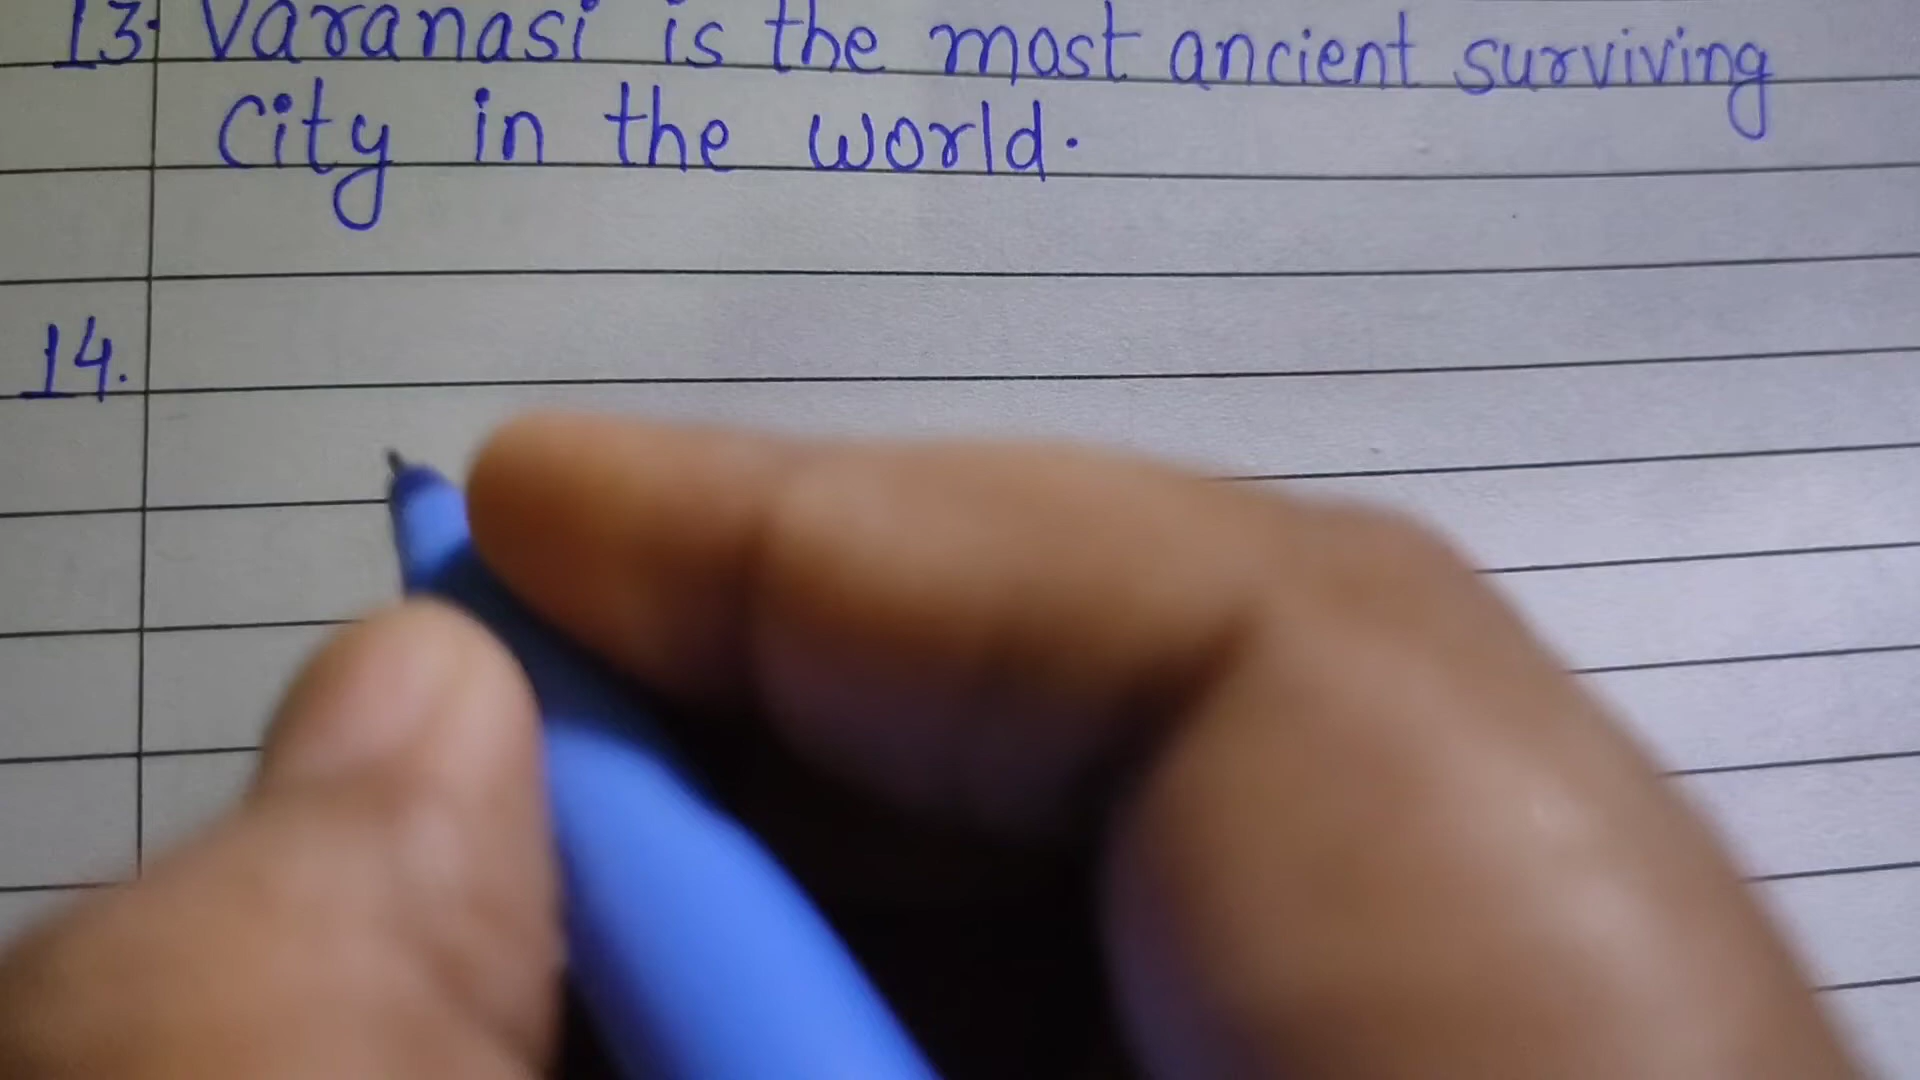 13. Varanasi is the most ancient surviving
city in the world.
14.